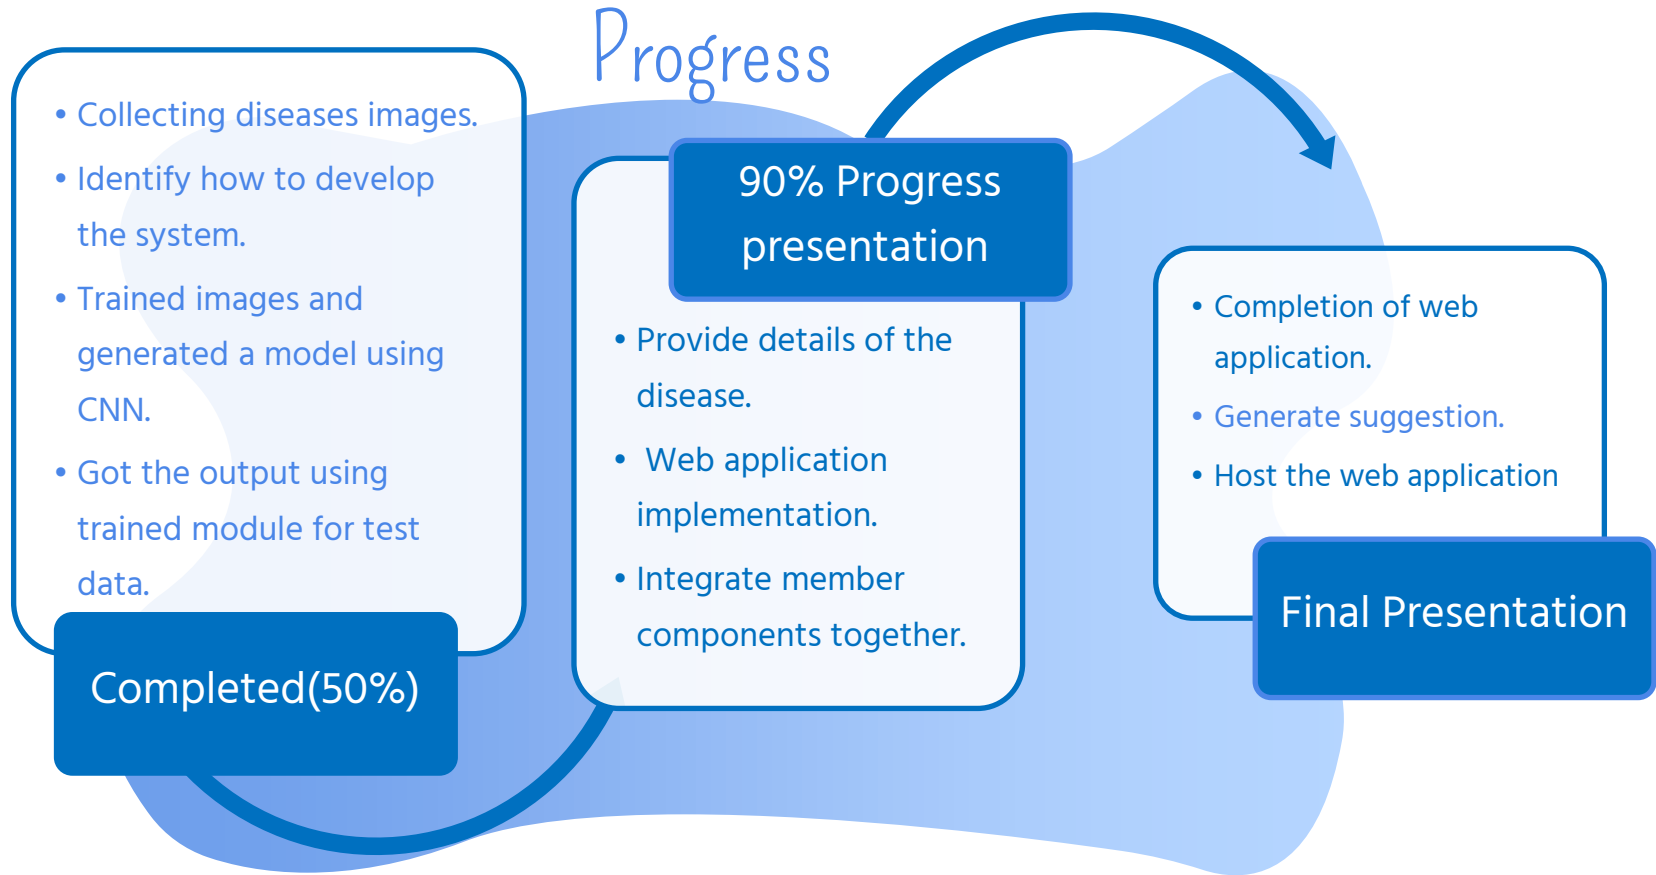 Progress
• Collecting diseases images.
• Identify how to develop
the system.
• Trained images and
generated a model using
CNN.
• Got the output using
trained module for test
data.
Completed(50%)
90% Progress
presentation
• Provide details of the
disease.
• Web application
implementation.
• Integrate member
components together.
• Completion of web
application.
• Generate suggestion.
• Host the web application
Final Presentation